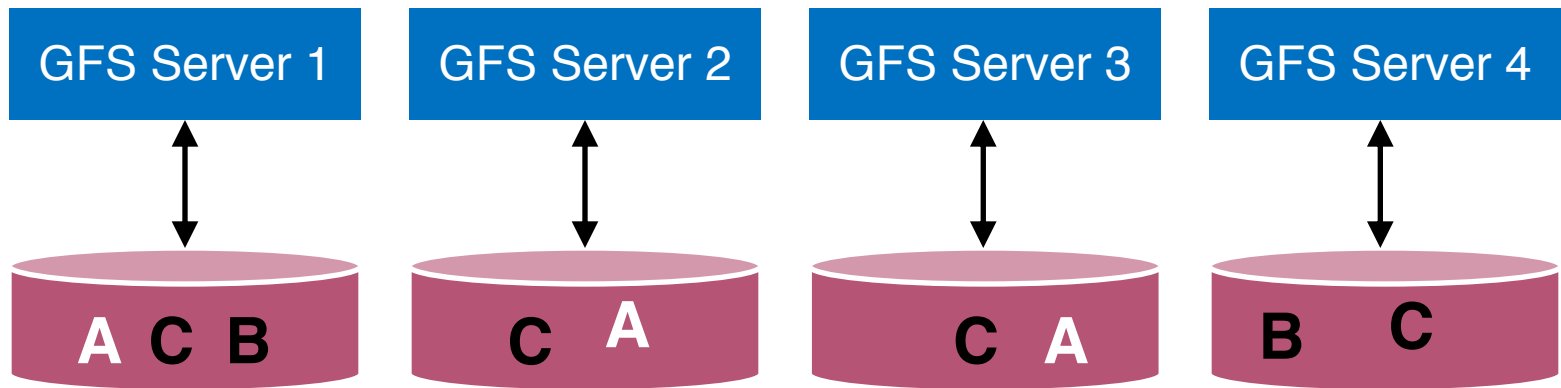 GFS Server 1
GFS Server 2
GFS Server 3
GFS Server 4
A C B
C A
C A
B C